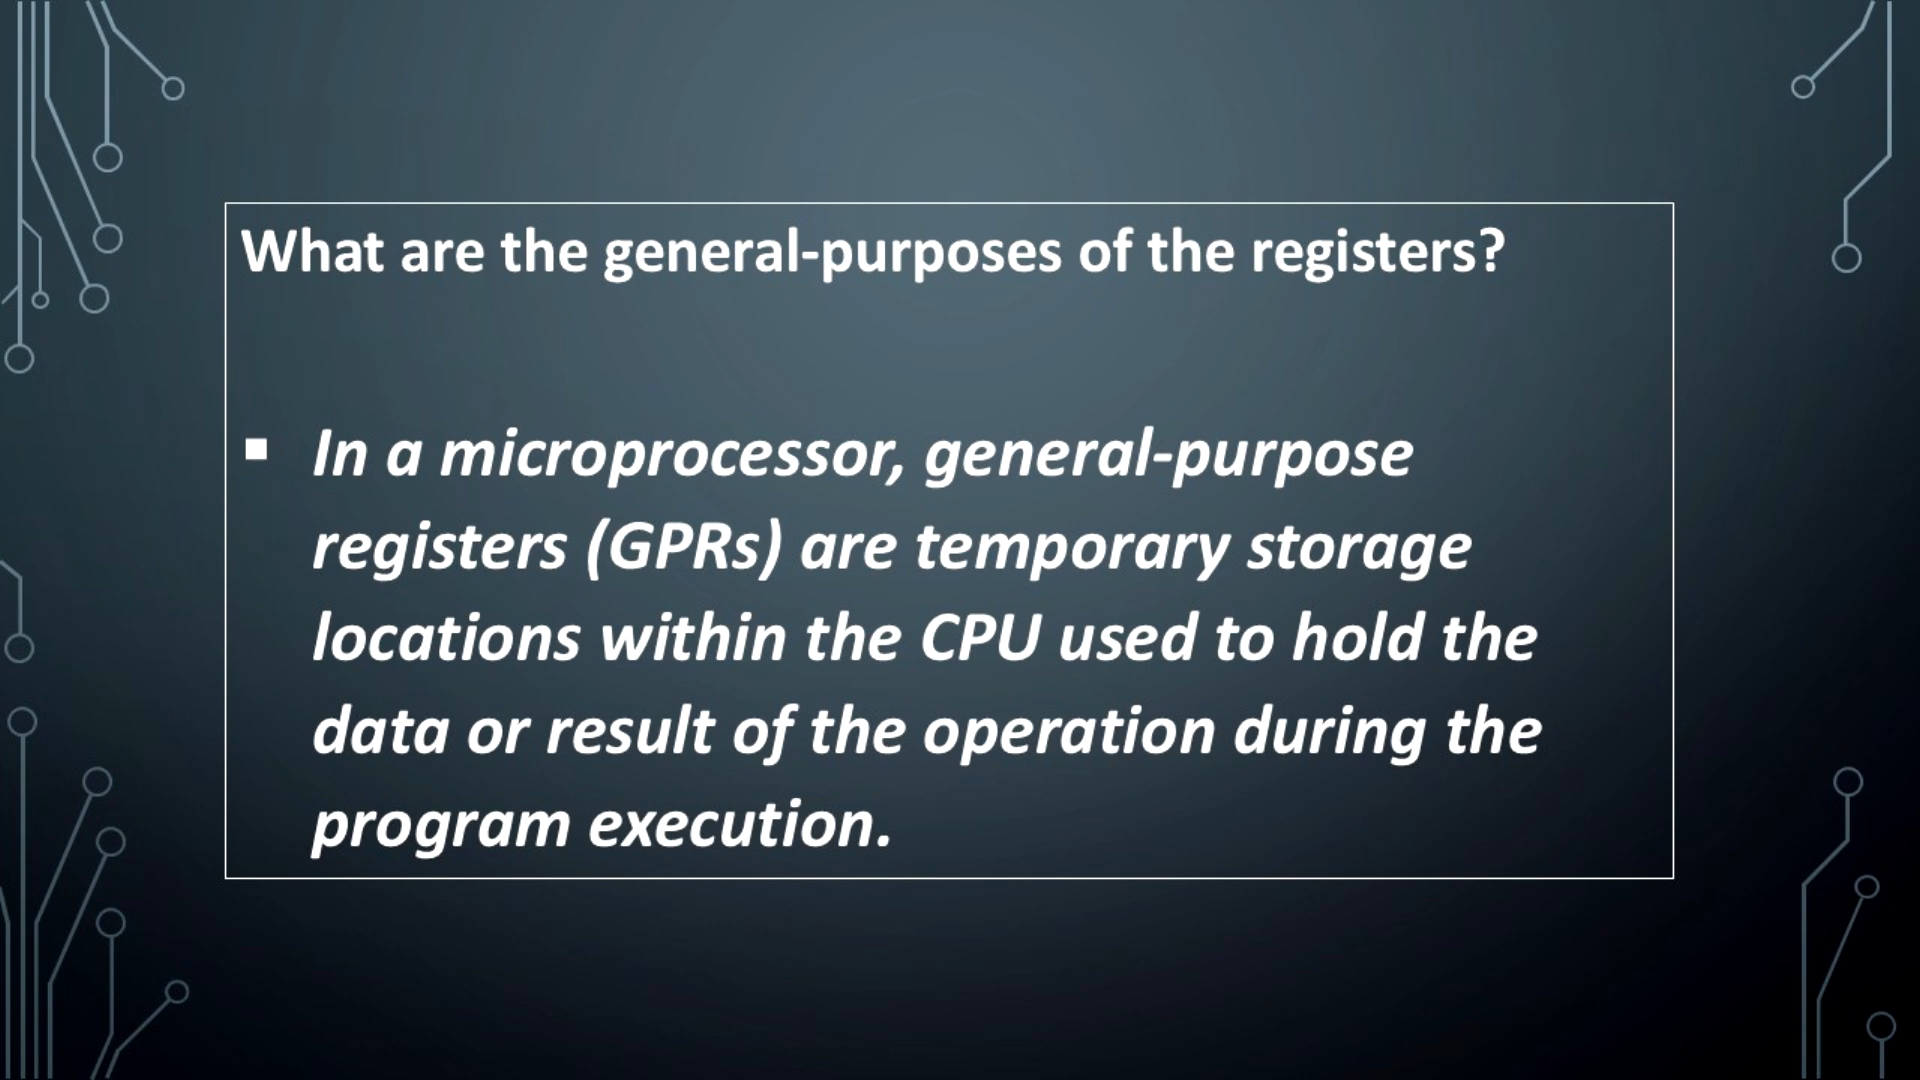 What are the general-purposes of the registers?
▪ In a microprocessor, general-purpose
registers (GPRs) are temporary storage
locations within the CPU used to hold the
data or result of the operation during the
program execution.